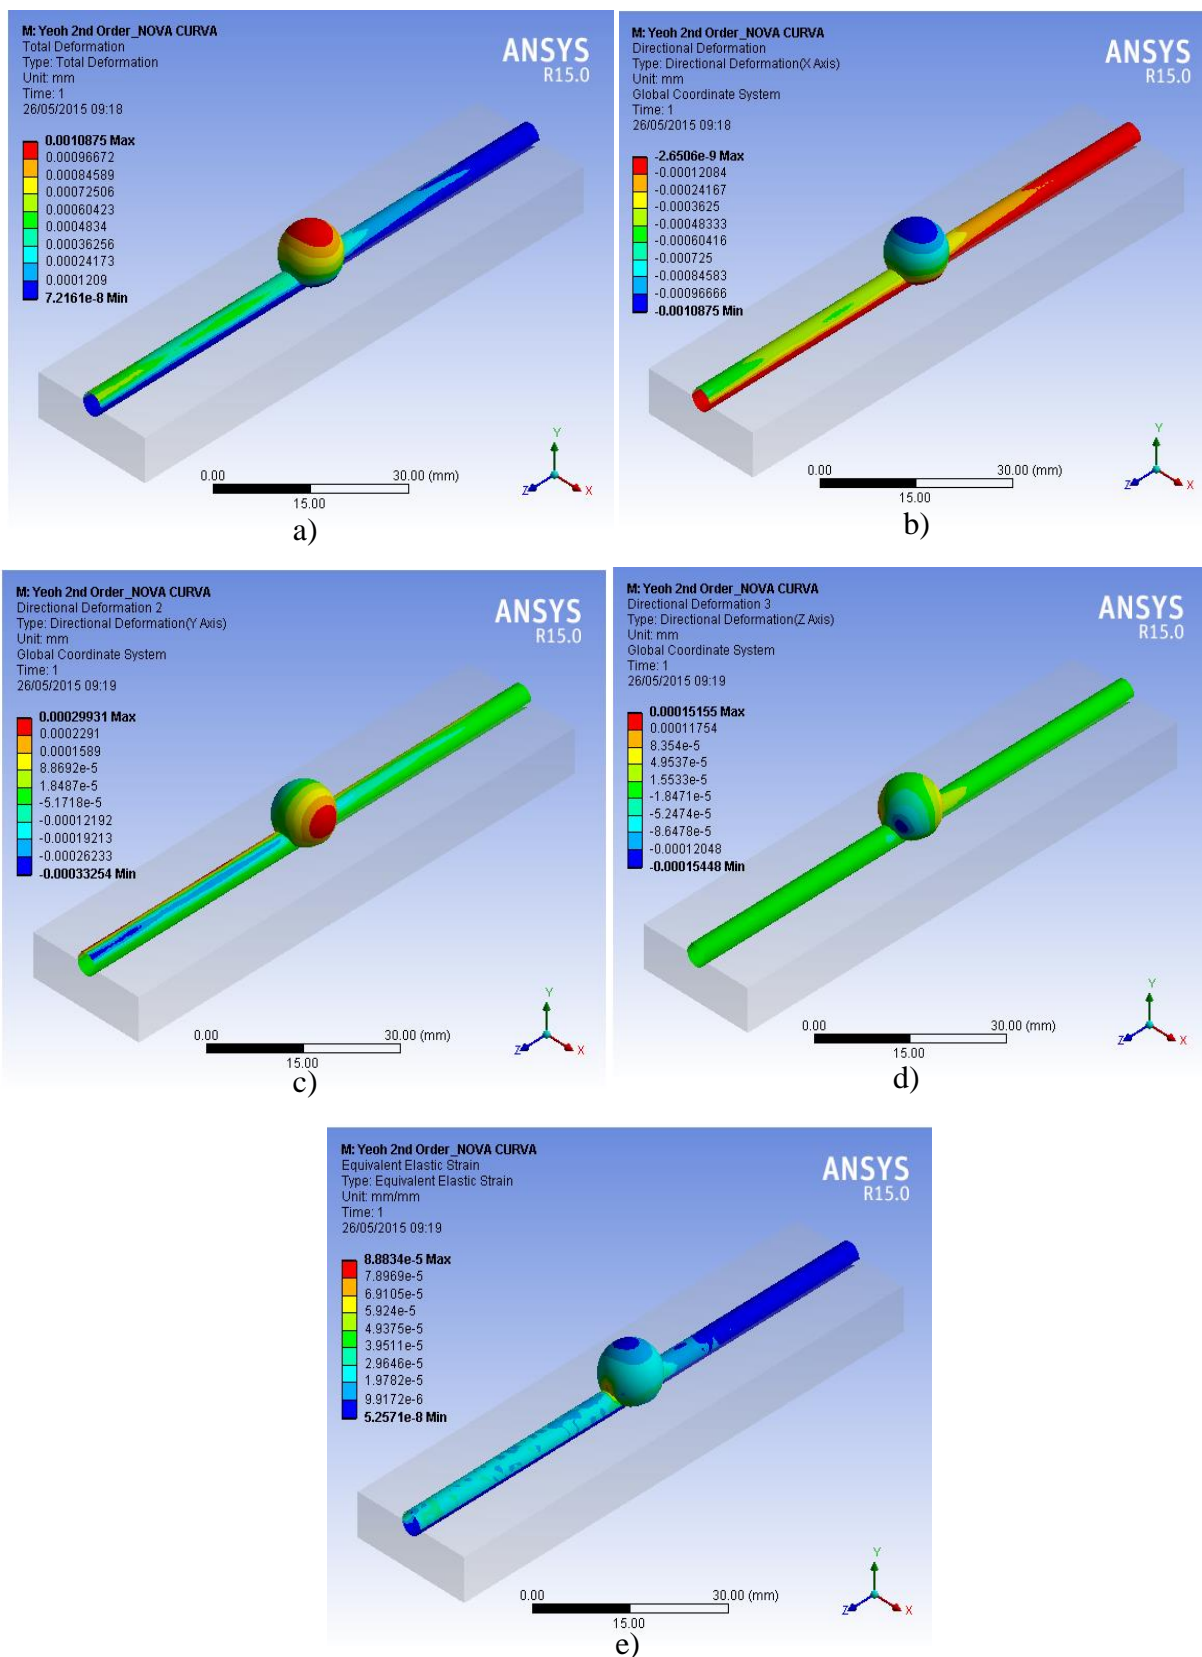 M: Yeoh 2nd Order_NOVA CURVA
Total Deformation
Type: Total Deformation
Unit: mm
Time: 1
26/05/2015 09:18
ANSYS
R15.0
0.0010875 Max
0.00096672
0.00084589
0.00072506
0.00060423
0.0004834
0.00036256
0.00024173
0.0001209
7.2161e-8 Min
0.00
30.00 (mm)
15.00
Y
Z
X
a)
M: Yeoh 2nd Order_NOVA CURVA
Directional Deformation
Type: Directional Deformation(X Axis)
Unit: mm
Global Coordinate System
Time: 1
26/05/2015 09:18
ANSYS
R15.0
-2.6506e-9 Max
-0.00012084
-0.00024167
-0.0003625
-0.00048333
-0.00060416
-0.000725
-0.00084583
-0.00096666
-0.0010875 Min
0.00
30.00 (mm)
15.00
Y
Z
X
b)
M: Yeoh 2nd Order_NOVA CURVA
Directional Deformation 2
Type: Directional Deformation(Y Axis)
Unit: mm
Global Coordinate System
Time: 1
26/05/2015 09:19
ANSYS
R15.0
0.00029931 Max
0.0002291
0.0001589
8.8692e-5
1.8487e-5
-5.1718e-5
-0.00012192
-0.00019213
-0.00026233
-0.00033254 Min
0.00
30.00 (mm)
15.00
Y
Z
X
c)
M: Yeoh 2nd Order_NOVA CURVA
Directional Deformation 3
Type: Directional Deformation(Z Axis)
Unit: mm
Global Coordinate System
Time: 1
26/05/2015 09:19
ANSYS
R15.0
0.00015155 Max
0.00011754
8.354e-5
4.9537e-5
1.5533e-5
-1.8471e-5
-5.2474e-5
-8.6478e-5
-0.00012048
-0.00015448 Min
0.00
30.00 (mm)
15.00
Y
Z
X
d)
M: Yeoh 2nd Order_NOVA CURVA
Equivalent Elastic Strain
Type: Equivalent Elastic Strain
Unit: mm/mm
Time: 1
26/05/2015 09:19
ANSYS
R15.0
8.8834e-5 Max
7.8969e-5
6.9105e-5
5.924e-5
4.9375e-5
3.9511e-5
2.9646e-5
1.9782e-5
9.9172e-6
5.2571e-8 Min
0.00
30.00 (mm)
15.00
Y
Z
X
e)